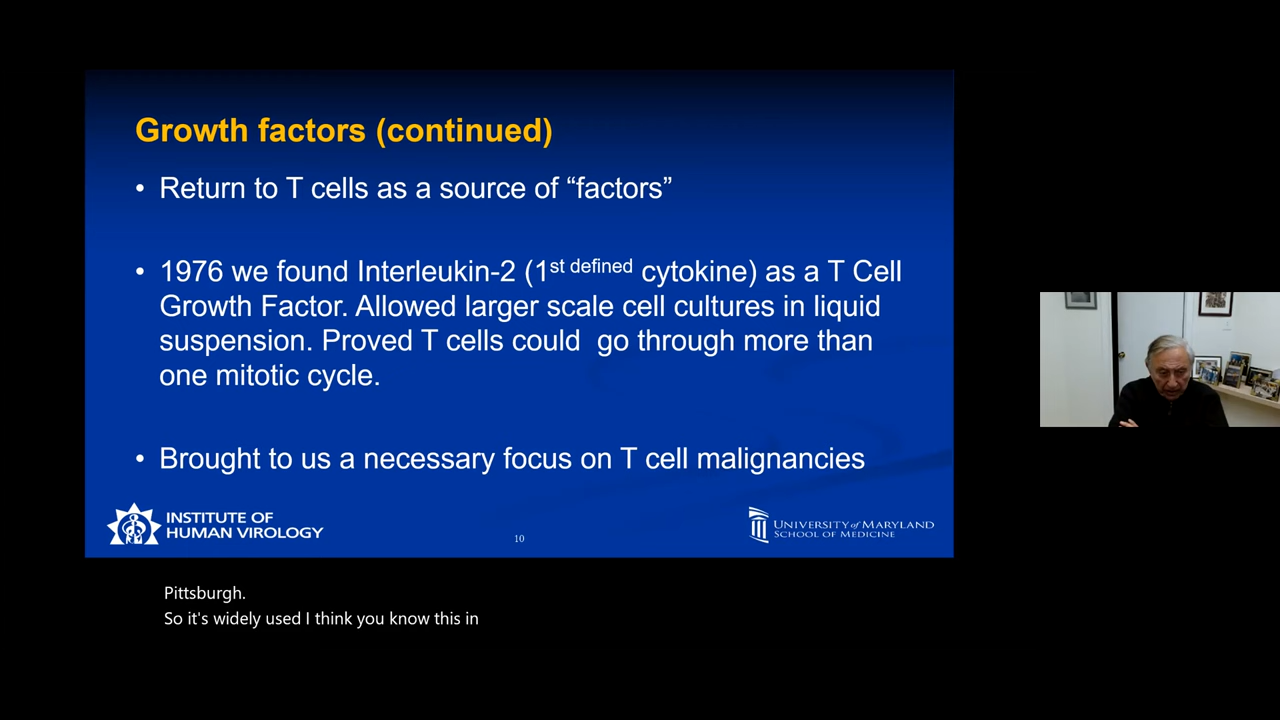 Growth factors (continued)
• Return to T cells as a source of “factors”
• 1976 we found Interleukin-2 (1st defined cytokine) as a T Cell
Growth Factor. Allowed larger scale cell cultures in liquid
suspension. Proved T cells could  go through more than
one mitotic cycle.
• Brought to us a necessary focus on T cell malignancies
INSTITUTE OF
HUMAN VIROLOGY
10
UNIVERSITY of MARYLAND
SCHOOL OF MEDICINE
Pittsburgh.
So it's widely used I think you know this in